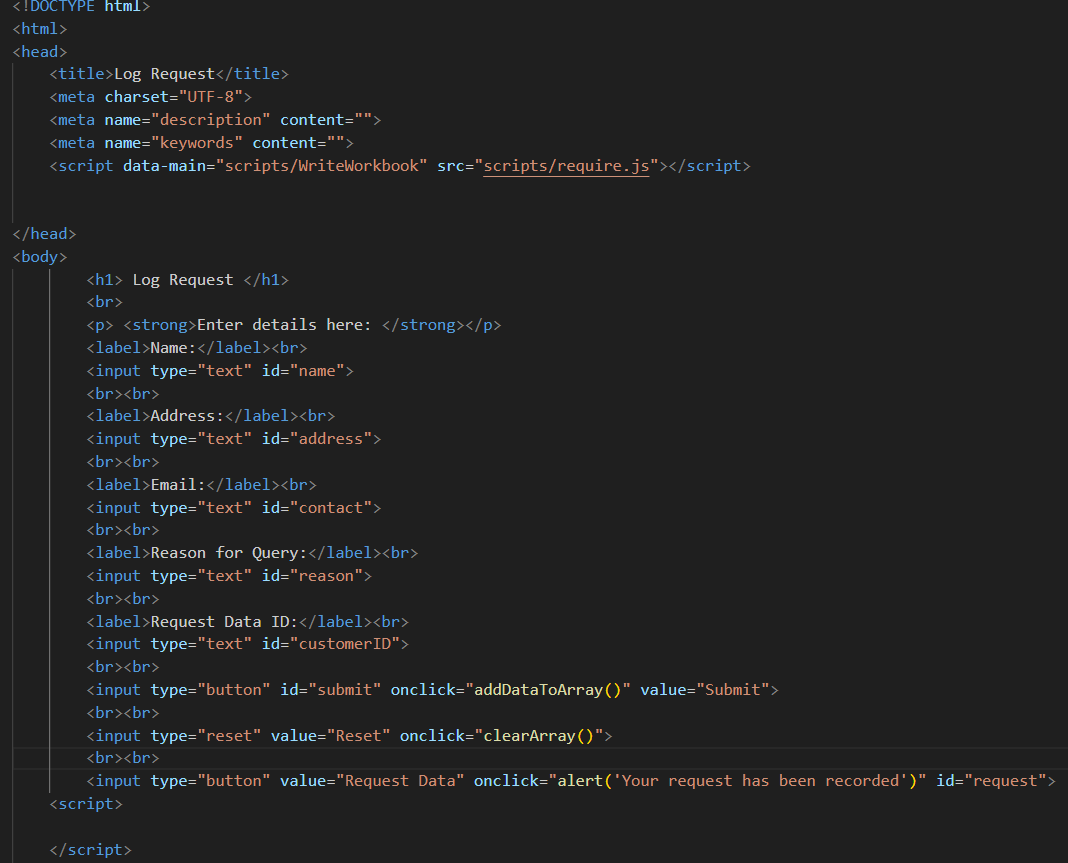 <!DOCTYPE html>
<html>
<head>
    <title>Log Request</title>
    <meta charset="UTF-8">
    <meta name="description" content="">
    <meta name="keywords" content="">
    <script data-main="scripts/WriteWorkbook" src="scripts/require.js"></script>
</head>
<body>
        <h1> Log Request </h1>
        <br>
        <p> <strong>Enter details here: </strong></p>
        <label>Name:</label><br>
        <input type="text" id="name">
        <br><br>
        <label>Address:</label><br>
        <input type="text" id="address">
        <br><br>
        <label>Email:</label><br>
        <input type="text" id="contact">
        <br><br>
        <label>Reason for Query:</label><br>
        <input type="text" id="reason">
        <br><br>
        <label>Request Data ID:</label><br>
        <input type="text" id="customerID">
        <br><br>
        <input type="button" id="submit" onclick="addDataToArray()" value="Submit">
        <br><br>
        <input type="reset" value="Reset" onclick="clearArray()">
        <br><br>
        <input type="button" value="Request Data" onclick="alert('Your request has been recorded')" id="request">
    <script>
    </script>